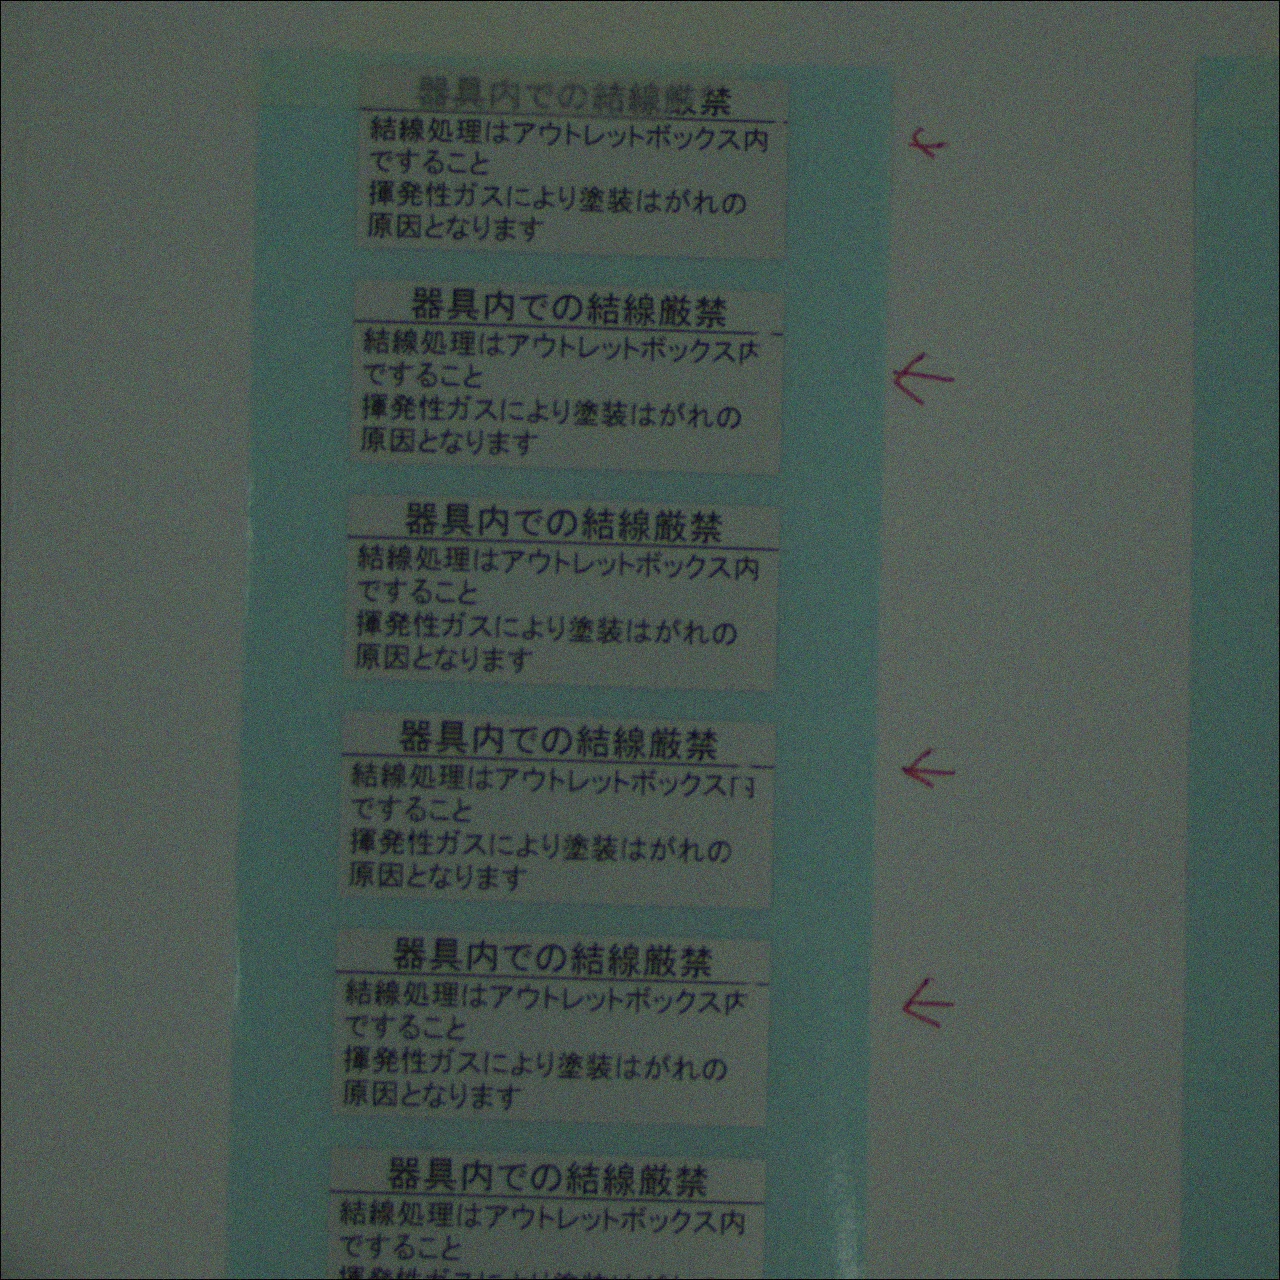 器具内での結線厳禁
結線処理はアウトレットボックス内
ですること
揮発性ガスにより塗装はがれの
原因となります
器具内での結線厳禁
結線処理はアウトレットボックス内
ですること
揮発性ガスにより塗装はがれの
原因となります
器具内での結線厳禁
結線処理はアウトレットボックス内
ですること
揮発性ガスにより塗装はがれの
原因となります
器具内での結線厳禁
結線処理はアウトレットボックス内
ですること
揮発性ガスにより塗装はがれの
原因となります
器具内での結線厳禁
結線処理はアウトレットボックス内
ですること
揮発性ガスにより塗装はがれの
原因となります
器具内での結線厳禁
結線処理はアウトレットボックス内
ですること